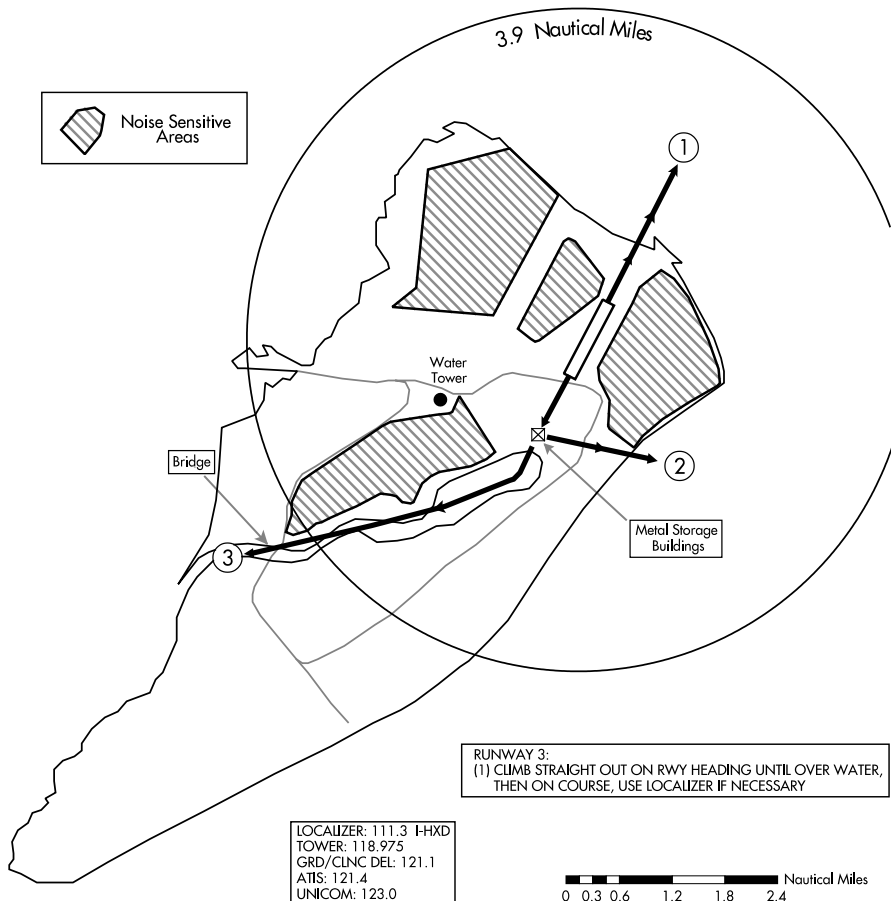 3.9 Nautical Miles
Noise Sensitive
Areas
1
Water
Tower
Bridge
2
Metal Storage
Buildings
3
RUNWAY 3:
(1) CLIMB STRAIGHT OUT ON RWY HEADING UNTIL OVER WATER,
THEN ON COURSE, USE LOCALIZER IF NECESSARY
LOCALIZER: 111.3 I-HXD
TOWER: 118.975
GRD/CLNC DEL: 121.1
ATIS: 121.4
UNICOM: 123.0
Nautical Miles
0 0.3 0.6 1.2 1.8 2.4